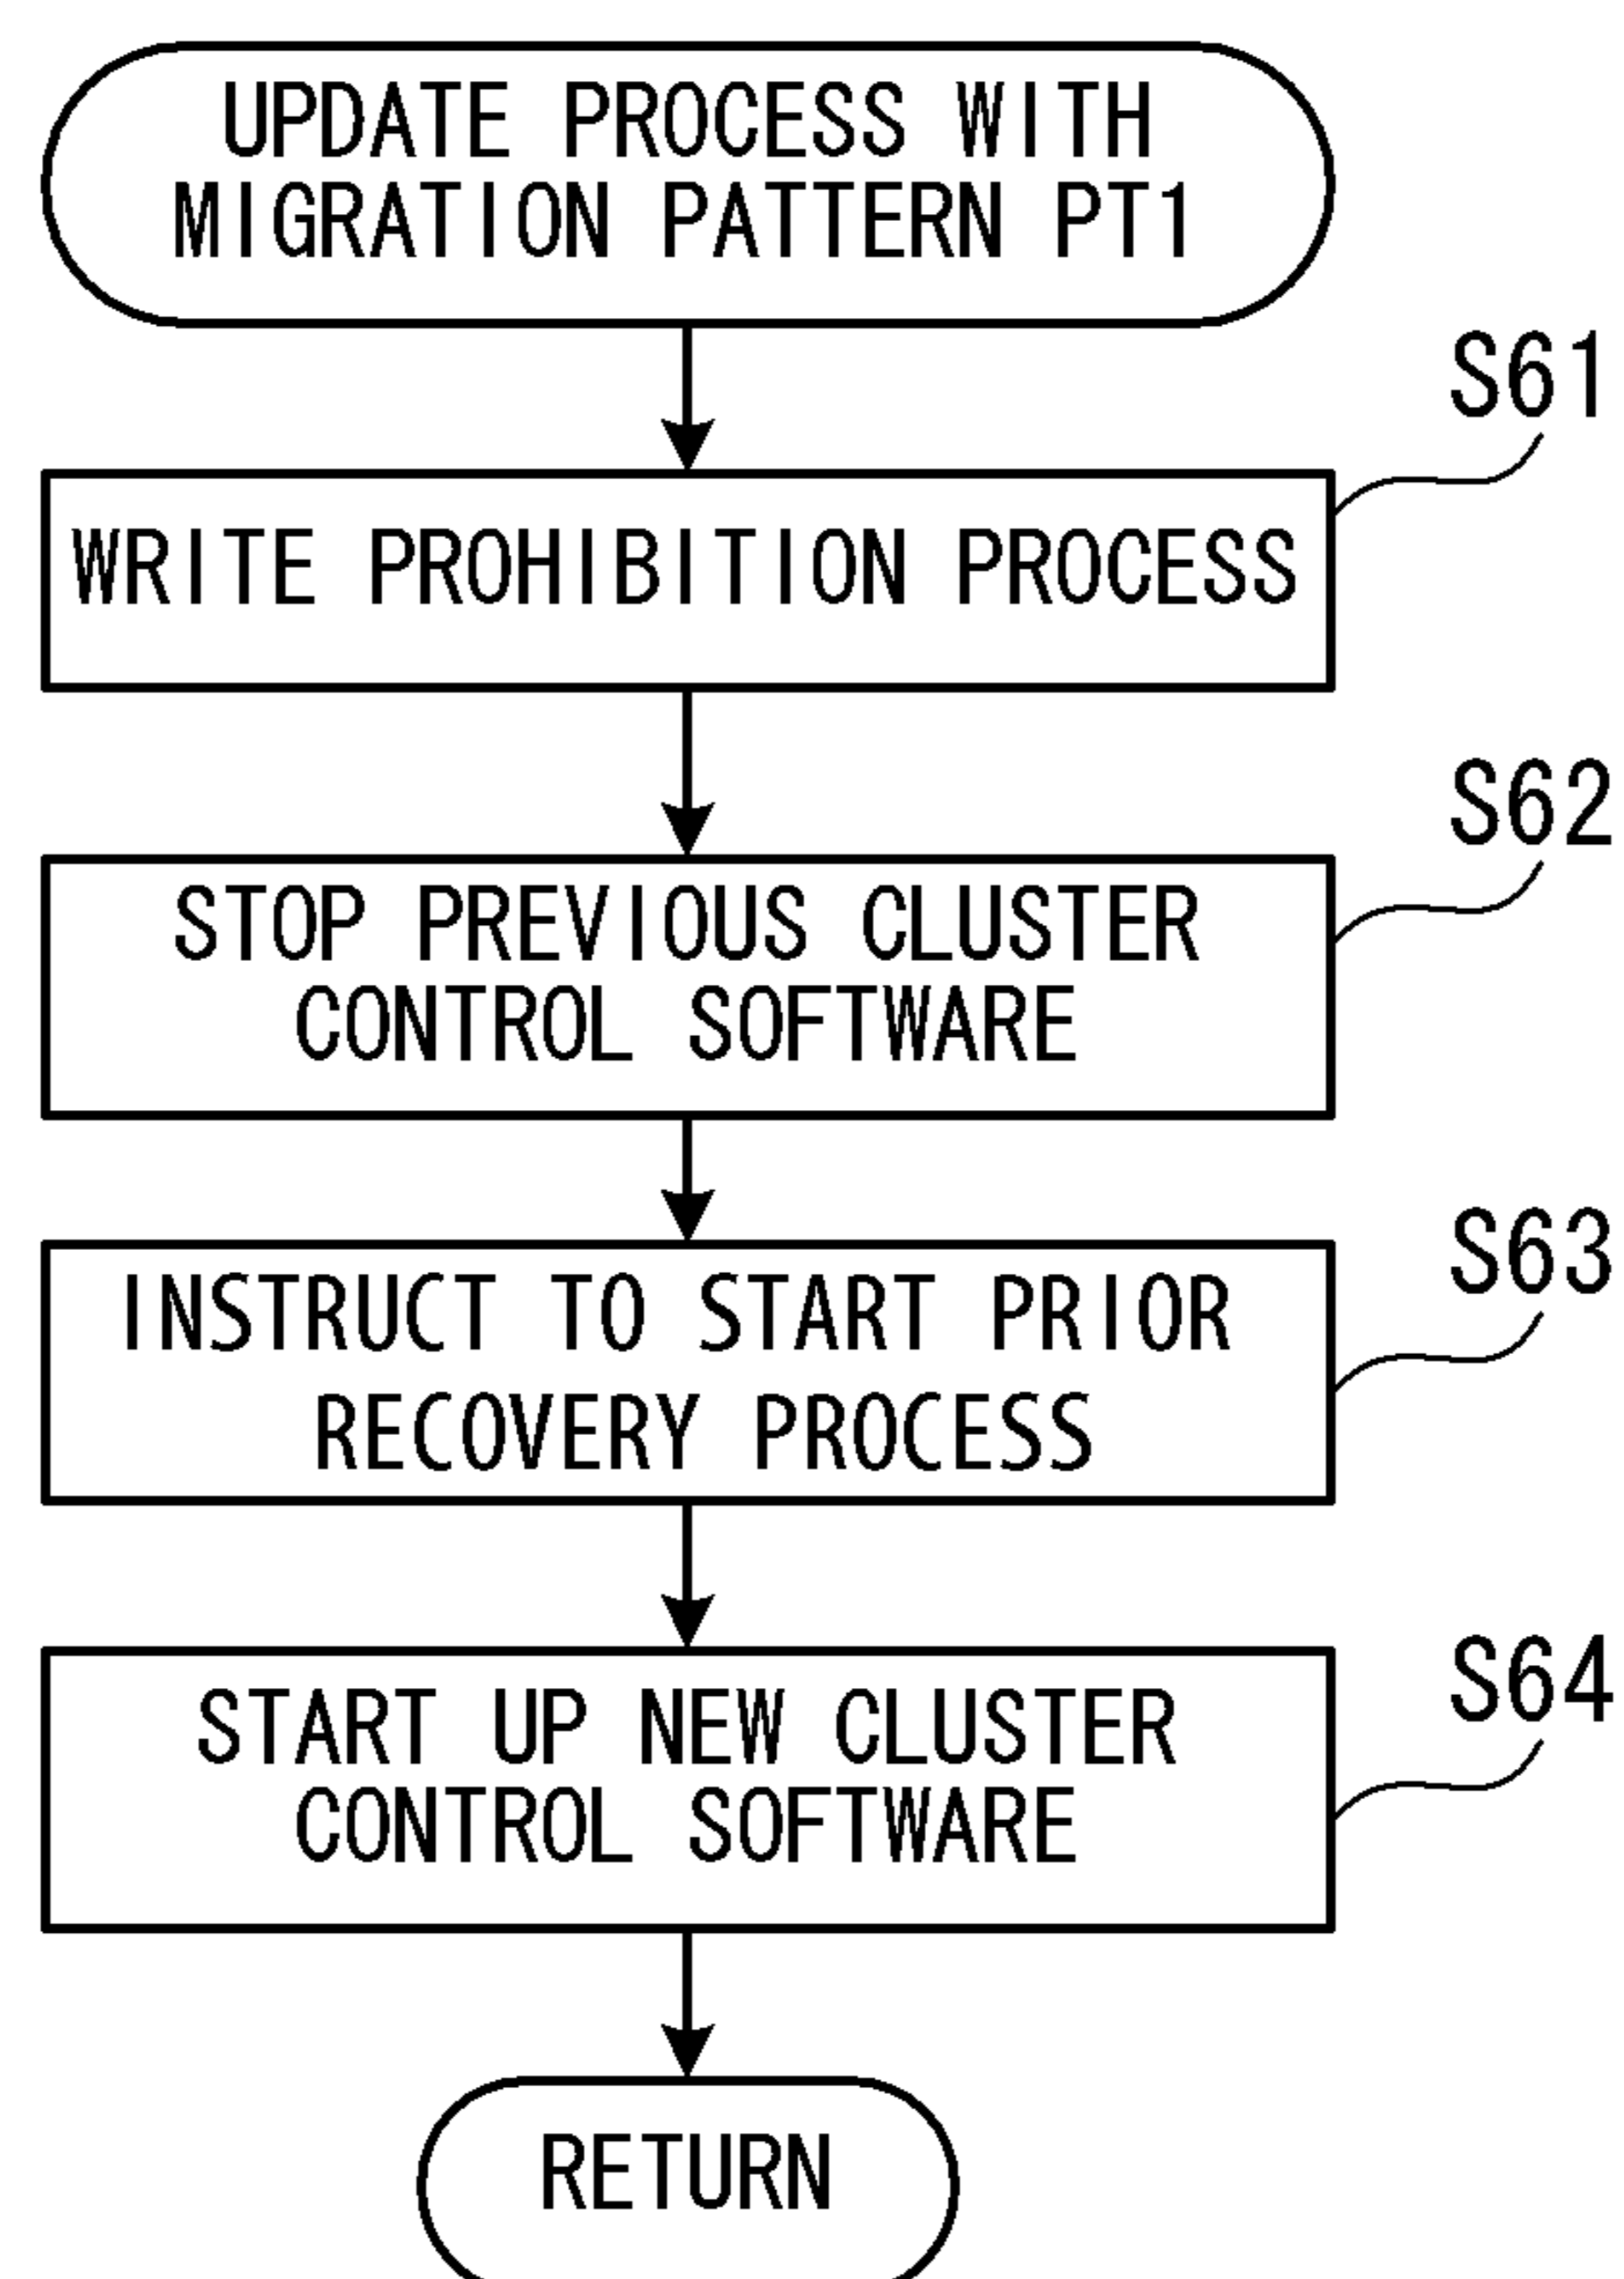 UPDATE PROCESS WITH
MIGRATION PATTERN PT1
S61
WRITE PROHIBITION PROCESS
S62
STOP PREVIOUS CLUSTER
CONTROL SOFTWARE
S63
INSTRUCT TO START PRIOR
RECOVERY PROCESS
S64
START UP NEW CLUSTER
CONTROL SOFTWARE
RETURN